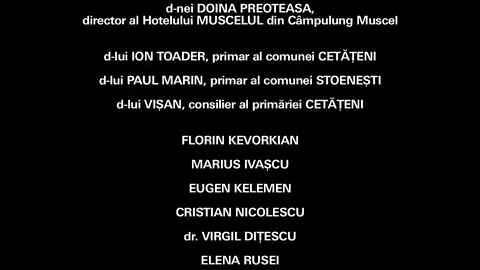 d-nei DOINA PREOTEASA,
director al Hotelului MUSCELUL din Câmpulung Muscel
d-lui ION TOADER, primar al comunei CETĂȚENI
d-lui PAUL MARIN, primar al comunei STOENEȘTI
d-lui VIȘAN, consilier al primăriei CETĂȚENI
FLORIN KEVORKIAN
MARIUS IVAȘCU
EUGEN KELEMEN
CRISTIAN NICOLESCU
dr. VIRGIL DIȚESCU
ELENA RUSEI